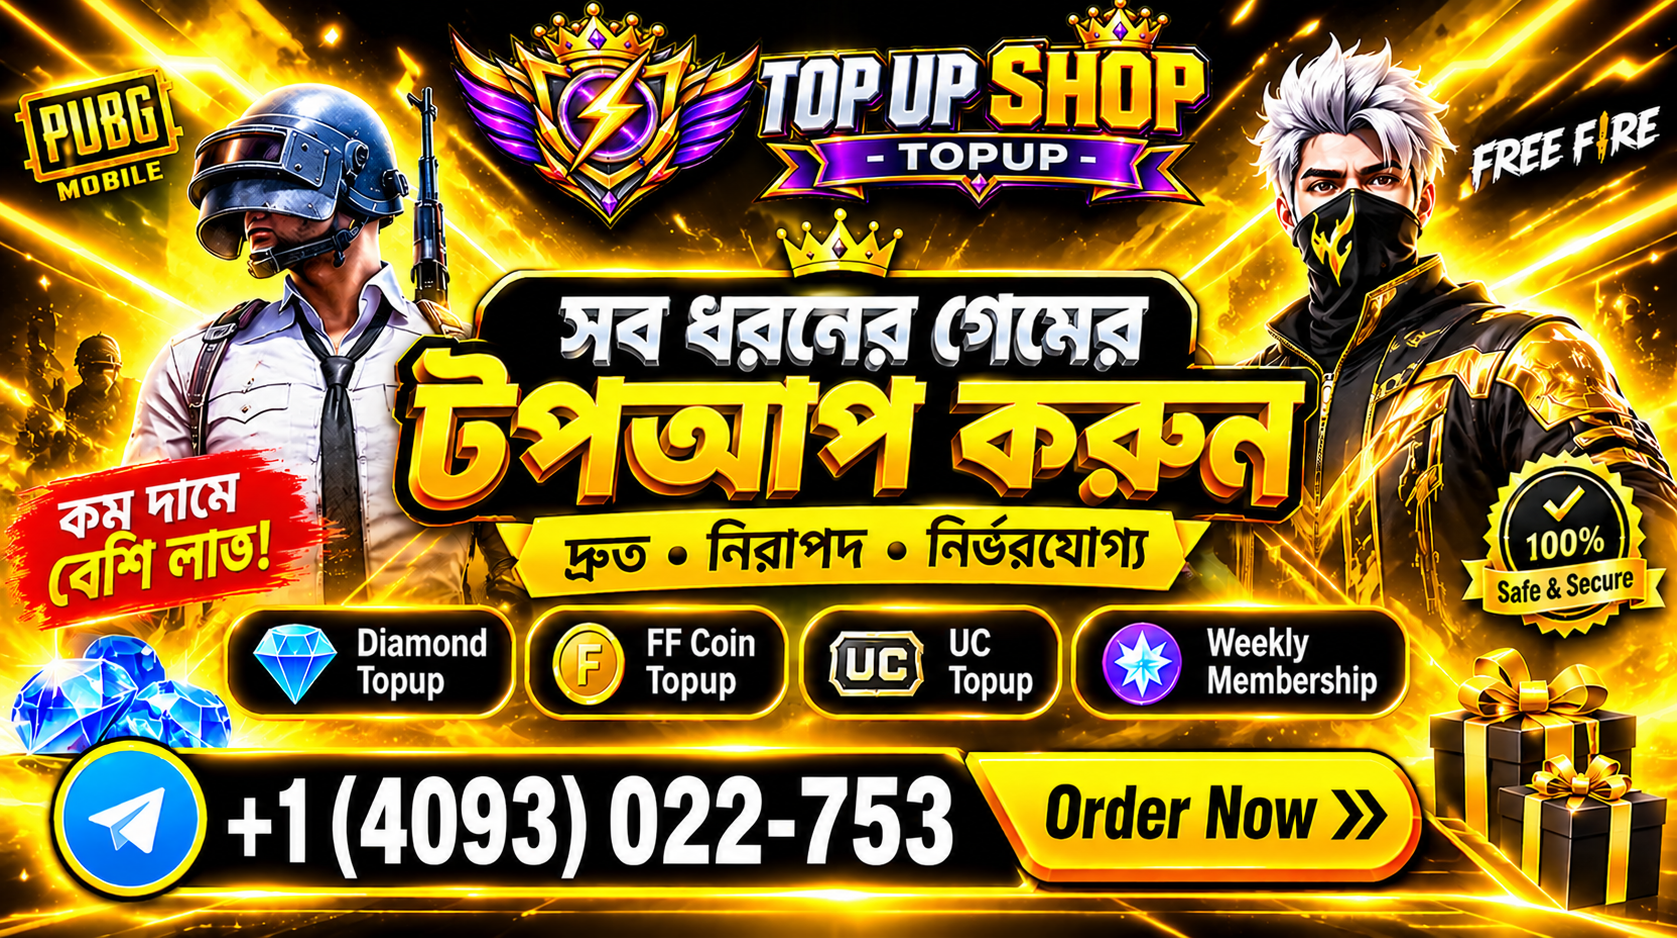 PUBG
MOBILE
TOP UP SHOP
- TOPUP -
FREE FIRE
সব ধরনের গেমের
টপআপ করুন
কম দামে
বেশি লাভ!
দ্রুত • নিরাপদ • নির্ভরযোগ্য
100%
Safe & Secure
Diamond
Topup
F
FF Coin
Topup
UC
UC
Topup
Weekly
Membership
+1 (4093) 022-753
Order Now »